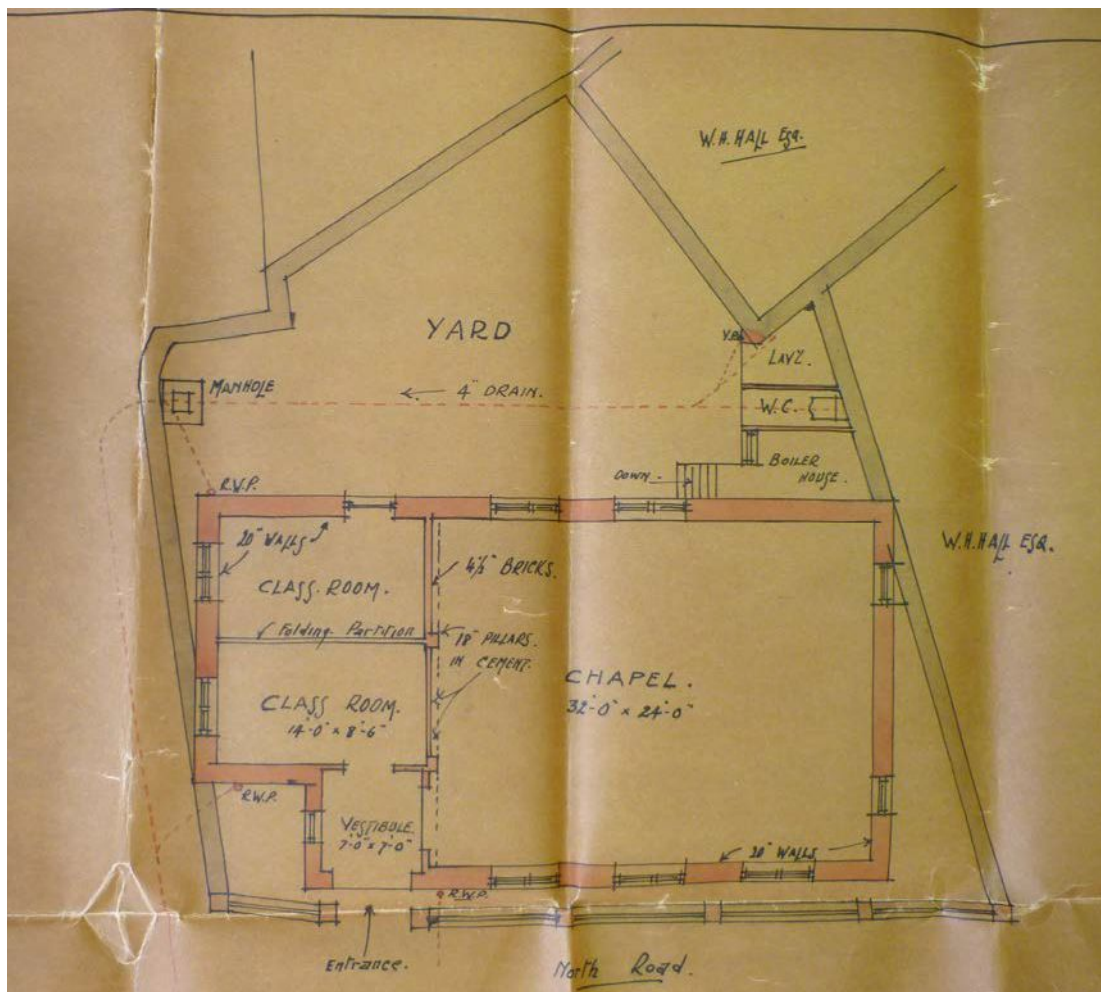 W.H. HALL Esq.
YARD
V.P.
LAVY.
MANHOLE
4" DRAIN.
W.C.
BOILER
HOUSE.
DOWN.
R.W.P.
20" WALLS
W.H. HALL ESQ.
4½" BRICKS.
CLASS. ROOM.
Folding Partition
18" PILLARS.
IN CEMENT.
CHAPEL.
32'-0" x 24'-0"
CLASS ROOM.
14'-0" x 8'-6"
R.W.P.
VESTIBULE.
7'-0" x 7'-0"
20" WALLS.
R.W.P.
Entrance.
North Road.